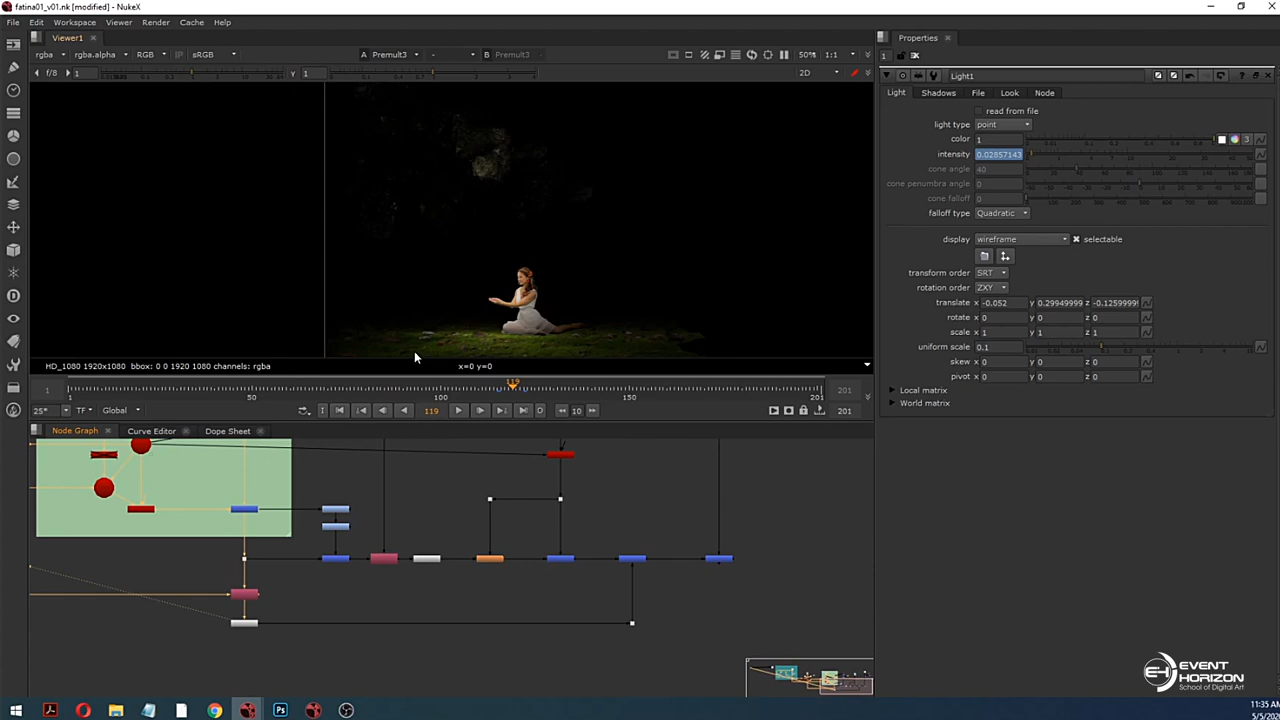 fatina01_v01.nk [modified] - NukeX
File Edit Workspace Viewer Render Cache Help
Viewer1
Properties
rgba rgba.alpha RGB IP sRGB A Premult3 - B Premult3 50% 1:1
1
f/8 1 Y 1 2D
Light1
Light Shadows File Look Node
read from file
light type point
color 1 3
intensity 0.02857143
cone angle 40
cone penumbra angle 0
cone falloff 0
falloff type Quadratic
display wireframe selectable
transform order SRT
rotation order ZXY
translate x -0.052 y 0.29949999 z -0.1259999
rotate x 0 y 0 z 0
scale x 1 y 1 z 1
uniform scale 0.1
skew x 0 y 0 z 0
pivot x 0 y 0 z 0
Local matrix
World matrix
HD_1080 1920x1080 bbox: 0 0 1920 1080 channels: rgba x=0 y=0
1 1 50 100 119 150 201 201
25* TF Global 119 10 201
Node Graph Curve Editor Dope Sheet
EVENT
HORIZON
School of Digital Art
11:35 AM